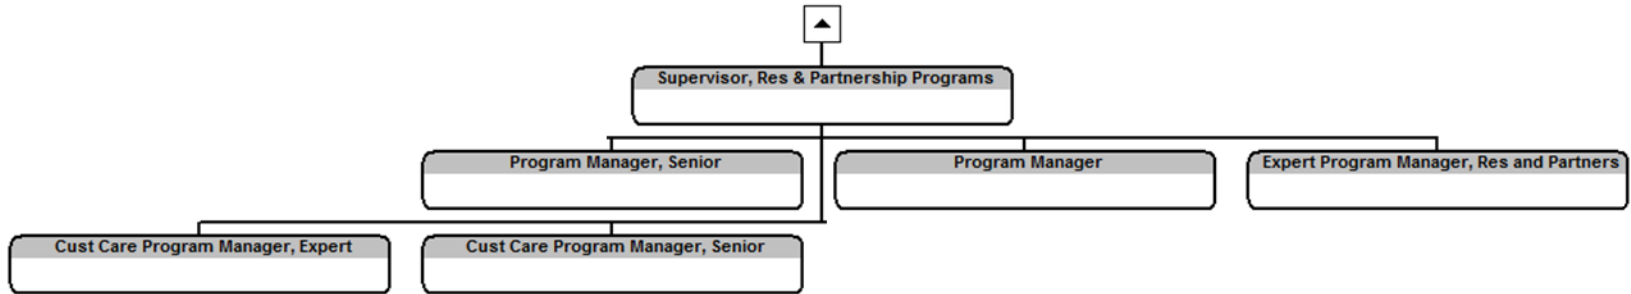 Supervisor, Res & Partnership Programs
Program Manager, Senior
Program Manager
Expert Program Manager, Res and Partners
Cust Care Program Manager, Expert
Cust Care Program Manager, Senior